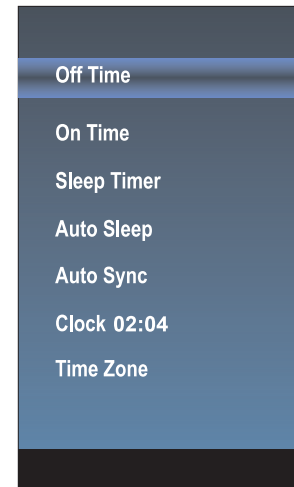 Off Time
On Time
Sleep Timer
Auto Sleep
Auto Sync
Clock 02:04
Time Zone